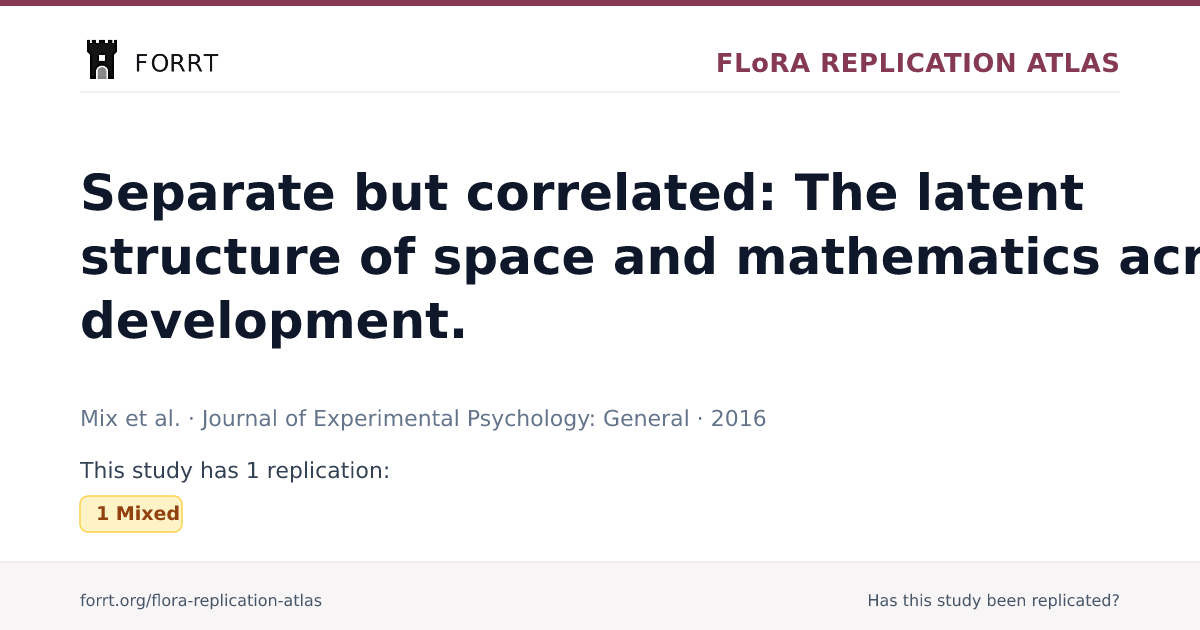 FORRT
FLoRA REPLICATION ATLAS
Separate but correlated: The latent
structure of space and mathematics acr
development.
Mix et al. · Journal of Experimental Psychology: General · 2016
This study has 1 replication:
1 Mixed
forrt.org/flora-replication-atlas
Has this study been replicated?